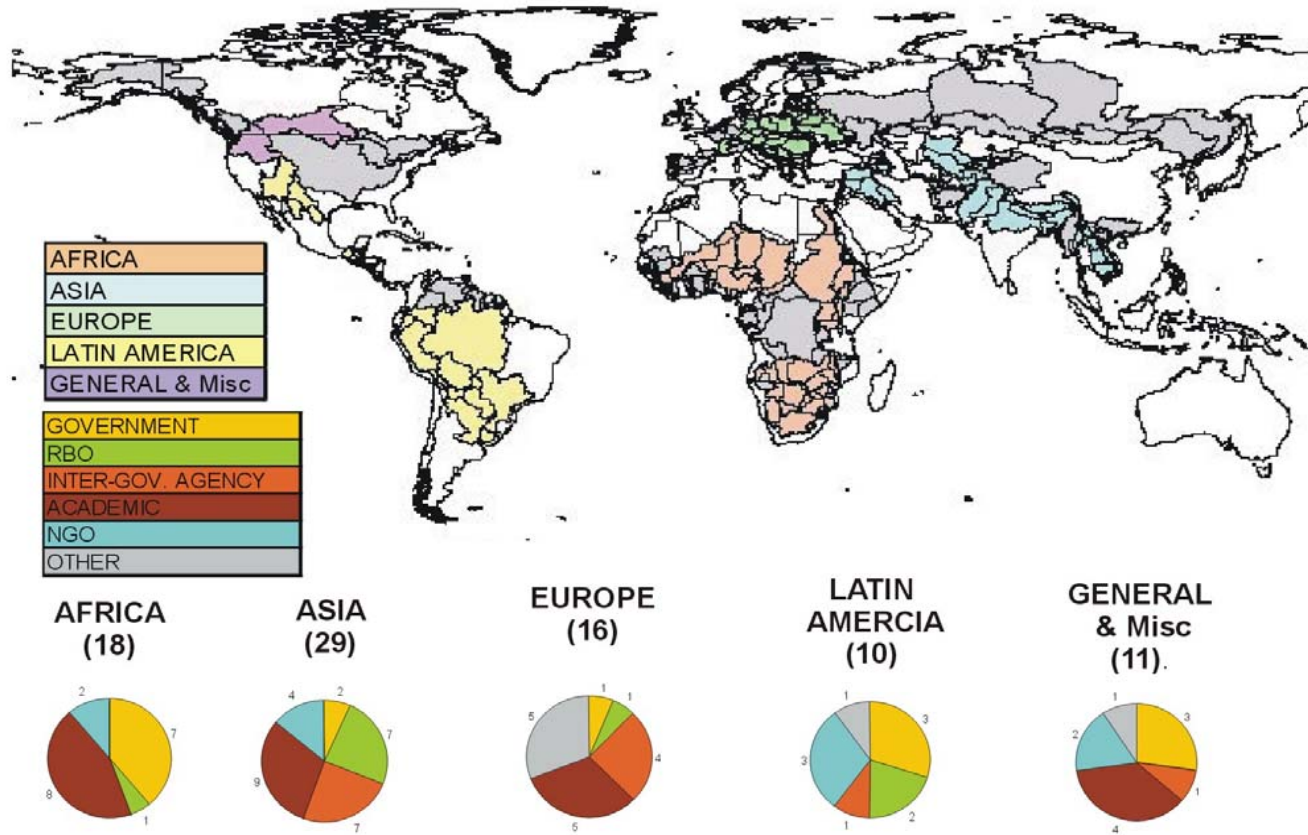 AFRICA
ASIA
EUROPE
LATIN AMERICA
GENERAL & Misc
GOVERNMENT
RBO
INTER-GOV. AGENCY
ACADEMIC
NGO
OTHER
AFRICA
(18)
2
7
8
1
ASIA
(29)
4
2
7
9
7
EUROPE
(16)
1
1
5
4
5
LATIN
AMERCIA
(10)
1
3
3
1
2
GENERAL
& Misc
(11).
1
3
2
1
4